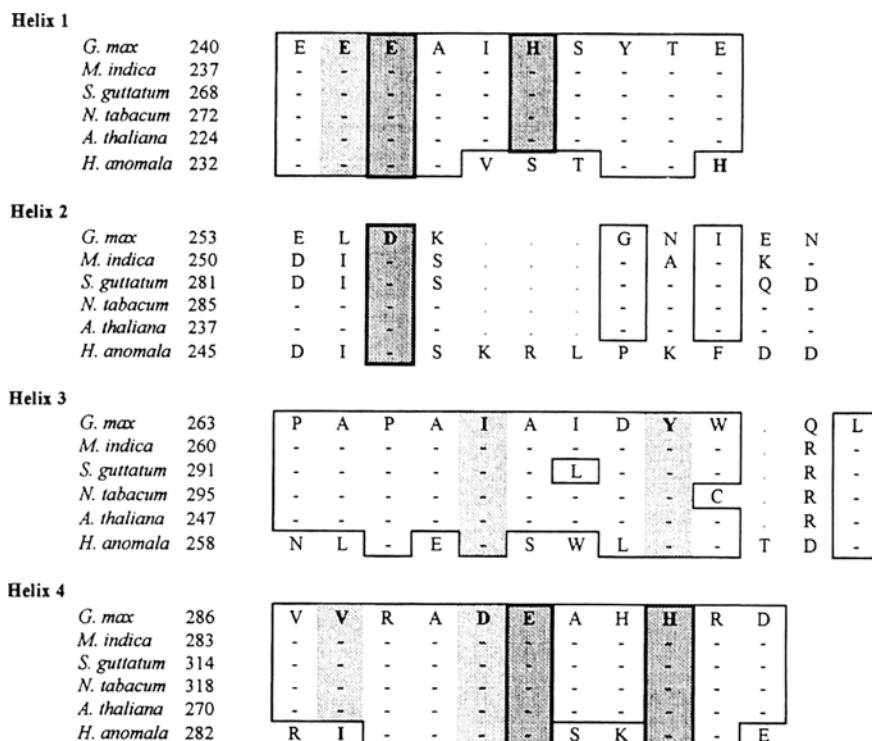 Helix 1
G. max 240 E E E A I H S Y T E
M. indica 237 - - - - - - - - - -
S. guttatum 268 - - - - - - - - - -
N. tabacum 272 - - - - - - - - - -
A. thaliana 224 - - - - - - - - - -
H. anomala 232 - - - - V S T - - H
Helix 2
G. max 253 E L D K . . . G N I E N
M. indica 250 D I - S . . . - A - K -
S. guttatum 281 D I - S . . . - - - Q D
N. tabacum 285 - - - - . . . - - - - -
A. thaliana 237 - - - - . . . - - - - -
H. anomala 245 D I - S K R L P K F D D
Helix 3
G. max 263 P A P A I A I D Y W . Q L
M. indica 260 - - - - - - - - - - . R -
S. guttatum 291 - - - - - - L - - - . R -
N. tabacum 295 - - - - - - - - - C . R -
A. thaliana 247 - - - - - - - - - - . R -
H. anomala 258 N L - E - S W L - - T D -
Helix 4
G. max 286 V V R A D E A H H R D
M. indica 283 - - - - - - - - - - -
S. guttatum 314 - - - - - - - - - - -
N. tabacum 318 - - - - - - - - - - -
A. thaliana 270 - - - - - - - - - - -
H. anomala 282 R I - - - - S K - - E